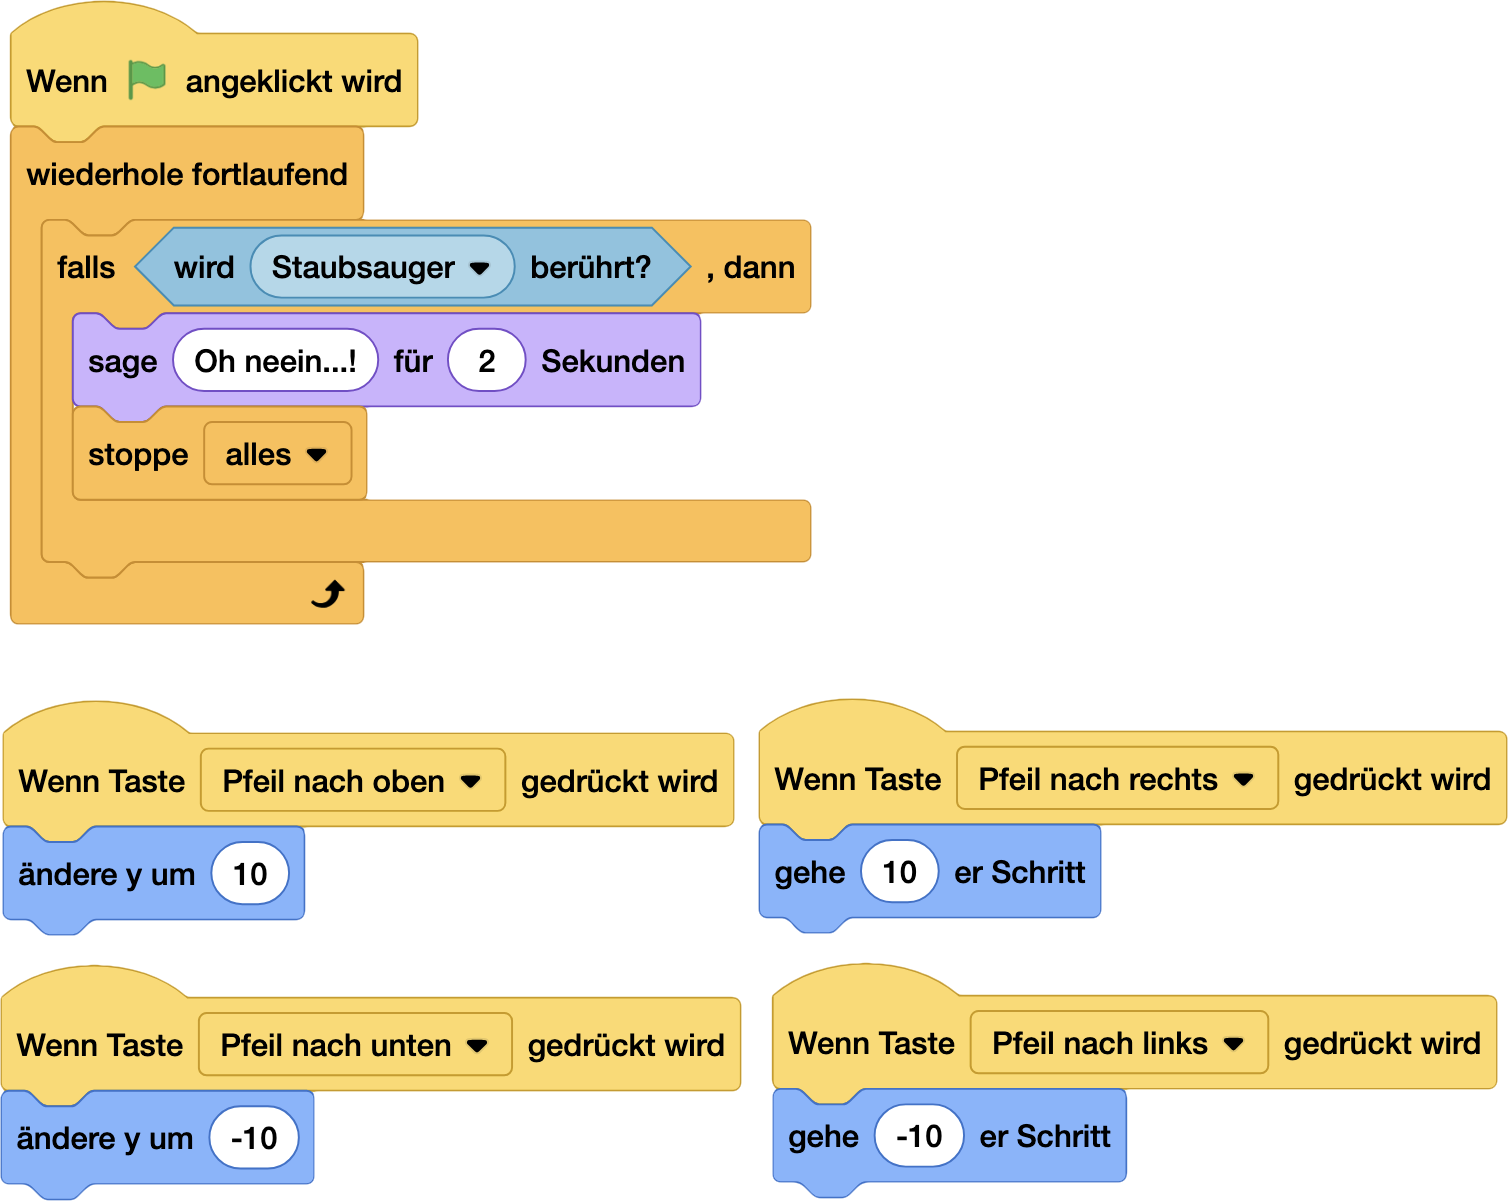 Wenn angeklickt wird
wiederhole fortlaufend
falls wird Staubsauger berührt? , dann
sage Oh neein...! für 2 Sekunden
stoppe alles
Wenn Taste Pfeil nach oben gedrückt wird
ändere y um 10
Wenn Taste Pfeil nach rechts gedrückt wird
gehe 10 er Schritt
Wenn Taste Pfeil nach unten gedrückt wird
ändere y um -10
Wenn Taste Pfeil nach links gedrückt wird
gehe -10 er Schritt